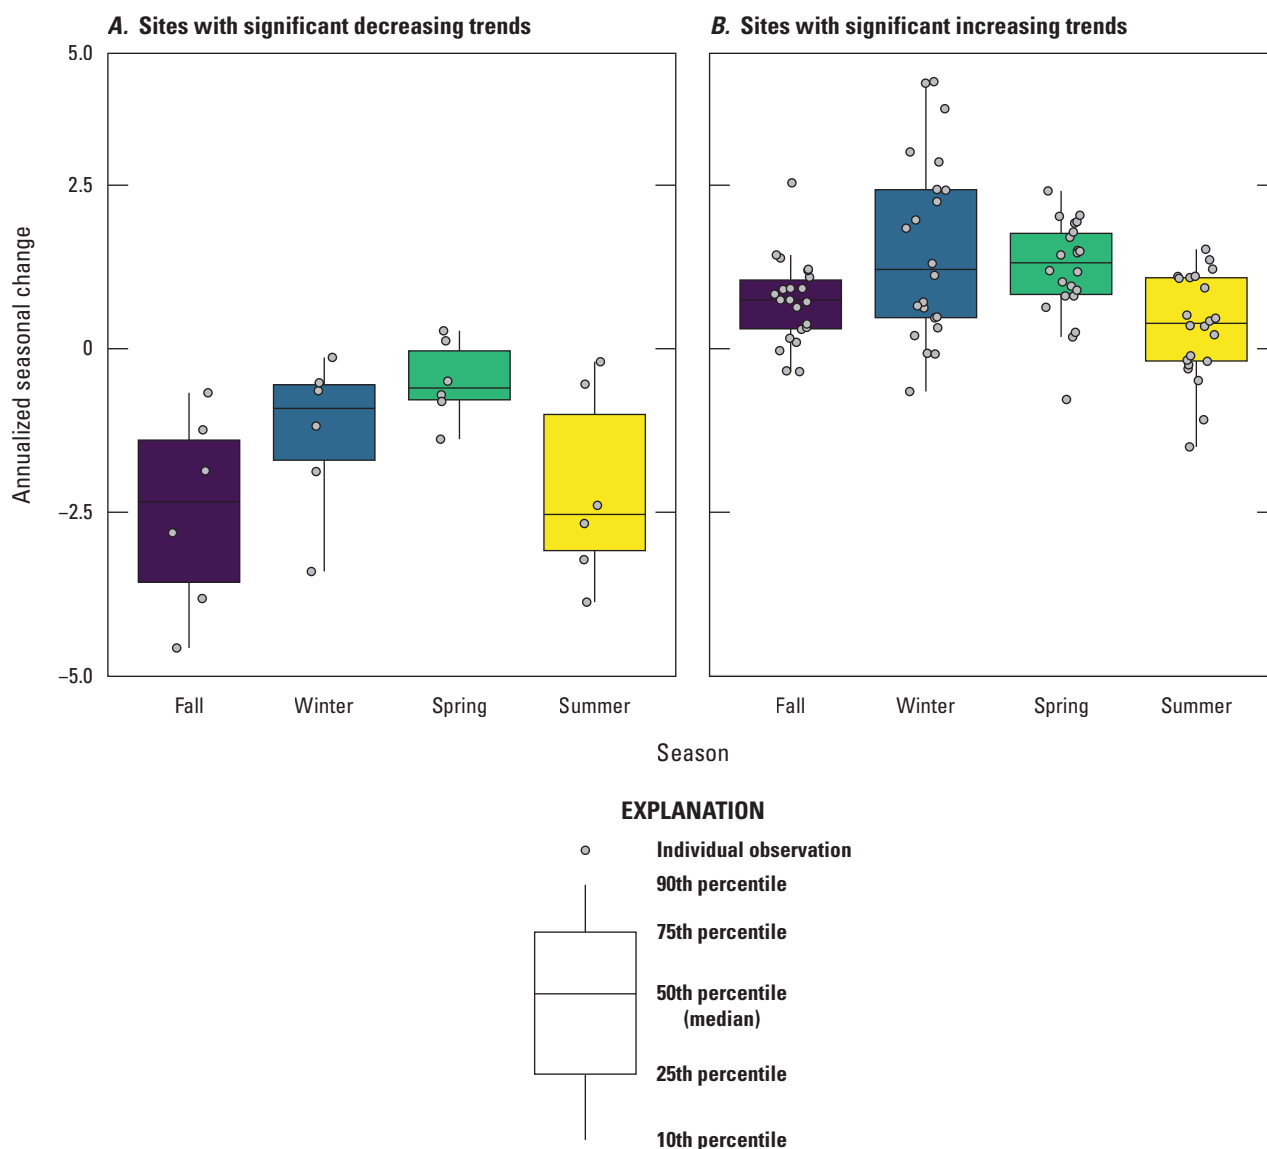 A. Sites with significant decreasing trends
B. Sites with significant increasing trends
Annualized seasonal change
5.0
2.5
0
−2.5
−5.0
Fall Winter Spring Summer
Fall Winter Spring Summer
Season
EXPLANATION
Individual observation
90th percentile
75th percentile
50th percentile
(median)
25th percentile
10th percentile